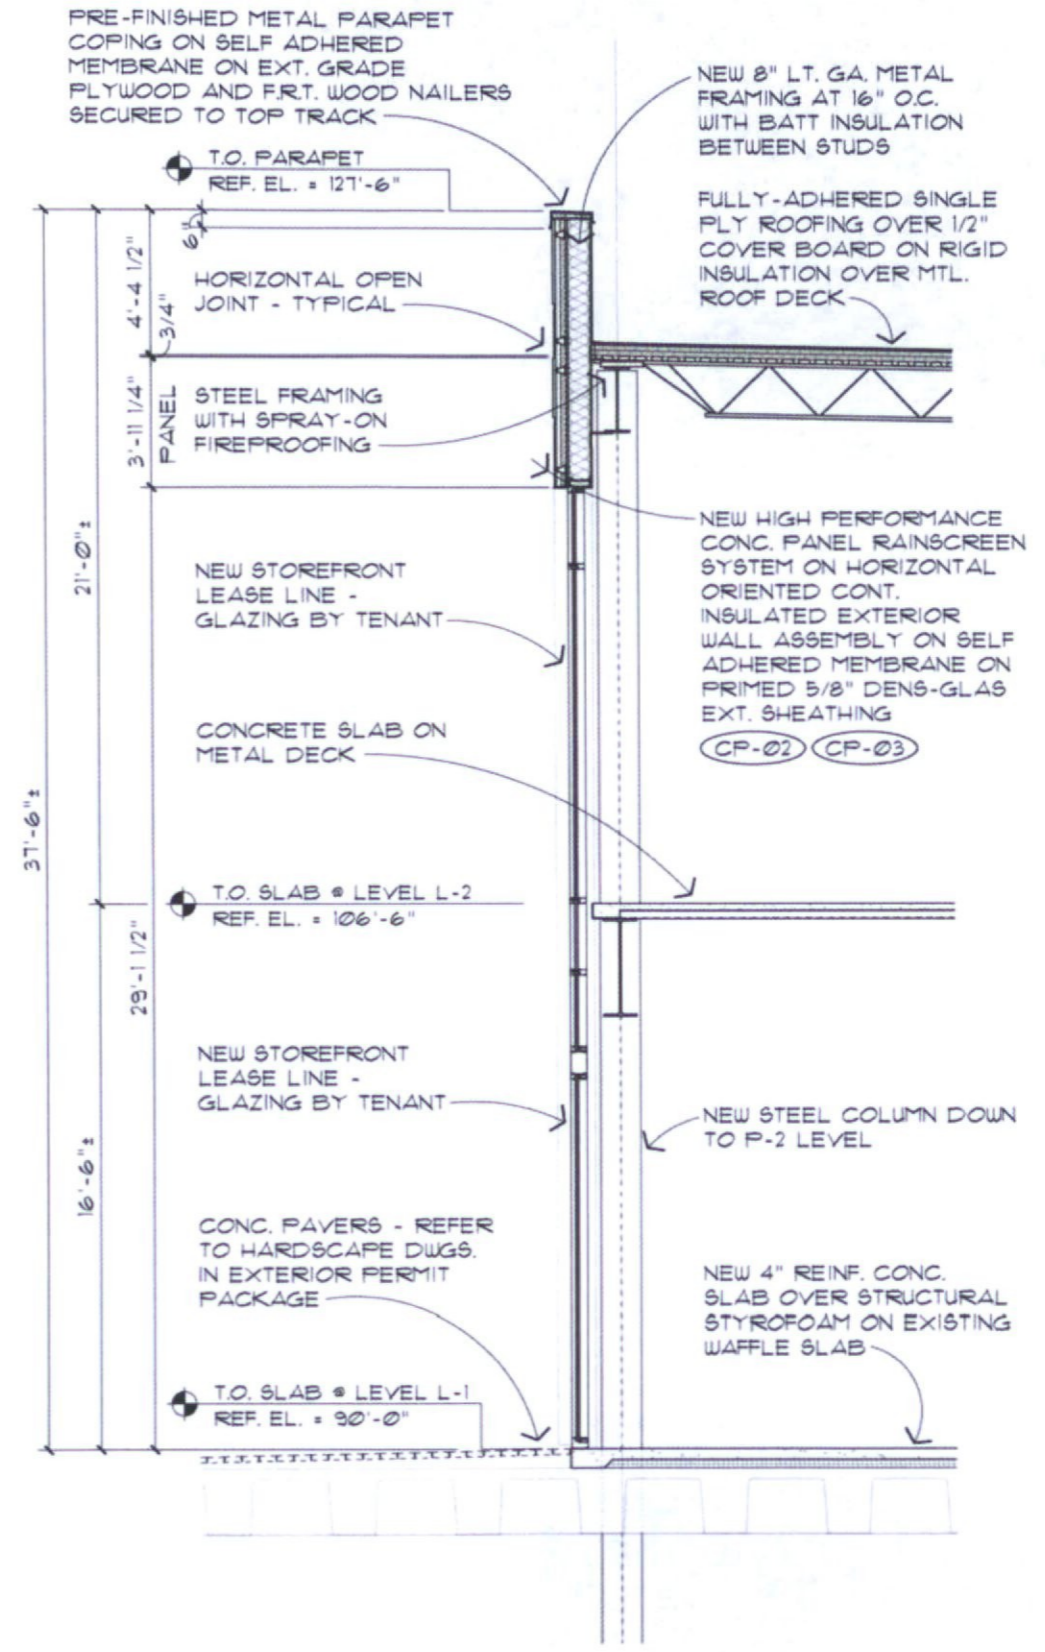 PRE-FINISHED METAL PARAPET
COPING ON SELF ADHERED
MEMBRANE ON EXT. GRADE
PLYWOOD AND F.R.T. WOOD NAILERS
SECURED TO TOP TRACK
NEW 8" LT. GA. METAL
FRAMING AT 16" O.C.
WITH BATT INSULATION
BETWEEN STUDS
T.O. PARAPET
REF. EL. = 127'-6"
FULLY-ADHERED SINGLE
PLY ROOFING OVER 1/2"
COVER BOARD ON RIGID
INSULATION OVER MTL.
ROOF DECK
6"
4'-4 1/2"
HORIZONTAL OPEN
JOINT - TYPICAL
3/4"
3'-11 1/4"
PANEL
STEEL FRAMING
WITH SPRAY-ON
FIREPROOFING
NEW HIGH PERFORMANCE
CONC. PANEL RAINSCREEN
SYSTEM ON HORIZONTAL
ORIENTED CONT.
INSULATED EXTERIOR
WALL ASSEMBLY ON SELF
ADHERED MEMBRANE ON
PRIMED 5/8" DENS-GLAS
EXT. SHEATHING
CP-02 CP-03
21'-0"±
NEW STOREFRONT
LEASE LINE -
GLAZING BY TENANT
CONCRETE SLAB ON
METAL DECK
37'-6"±
T.O. SLAB @ LEVEL L-2
REF. EL. = 106'-6"
29'-1 1/2"
NEW STOREFRONT
LEASE LINE -
GLAZING BY TENANT
NEW STEEL COLUMN DOWN
TO P-2 LEVEL
16'-6"±
CONC. PAVERS - REFER
TO HARDSCAPE DWGS.
IN EXTERIOR PERMIT
PACKAGE
NEW 4" REINF. CONC.
SLAB OVER STRUCTURAL
STYROFOAM ON EXISTING
WAFFLE SLAB
T.O. SLAB @ LEVEL L-1
REF. EL. = 90'-0"